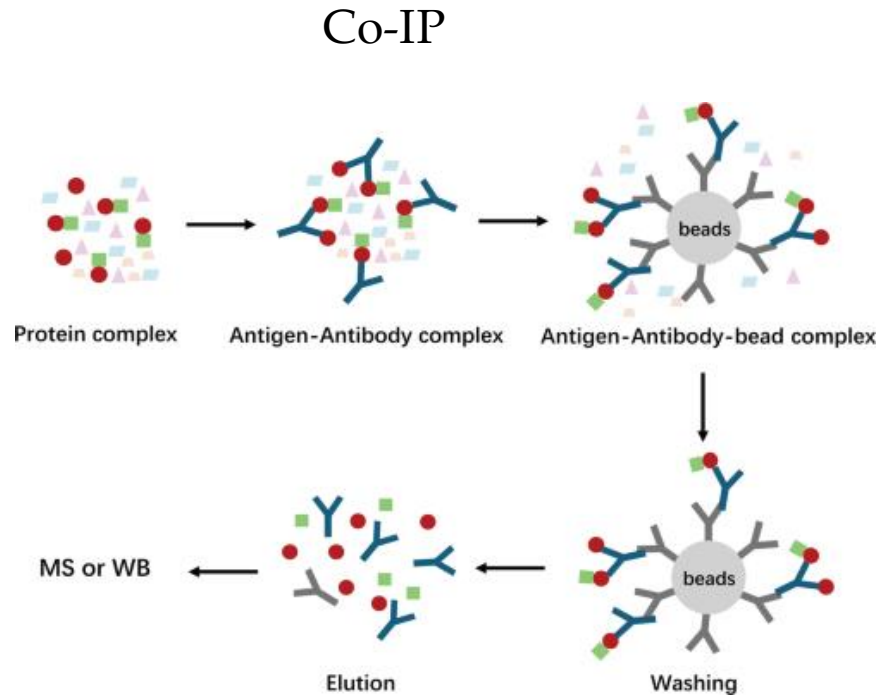 Co-IP
Protein complex
Antigen-Antibody complex
beads
Antigen-Antibody-bead complex
MS or WB
beads
Elution
Washing